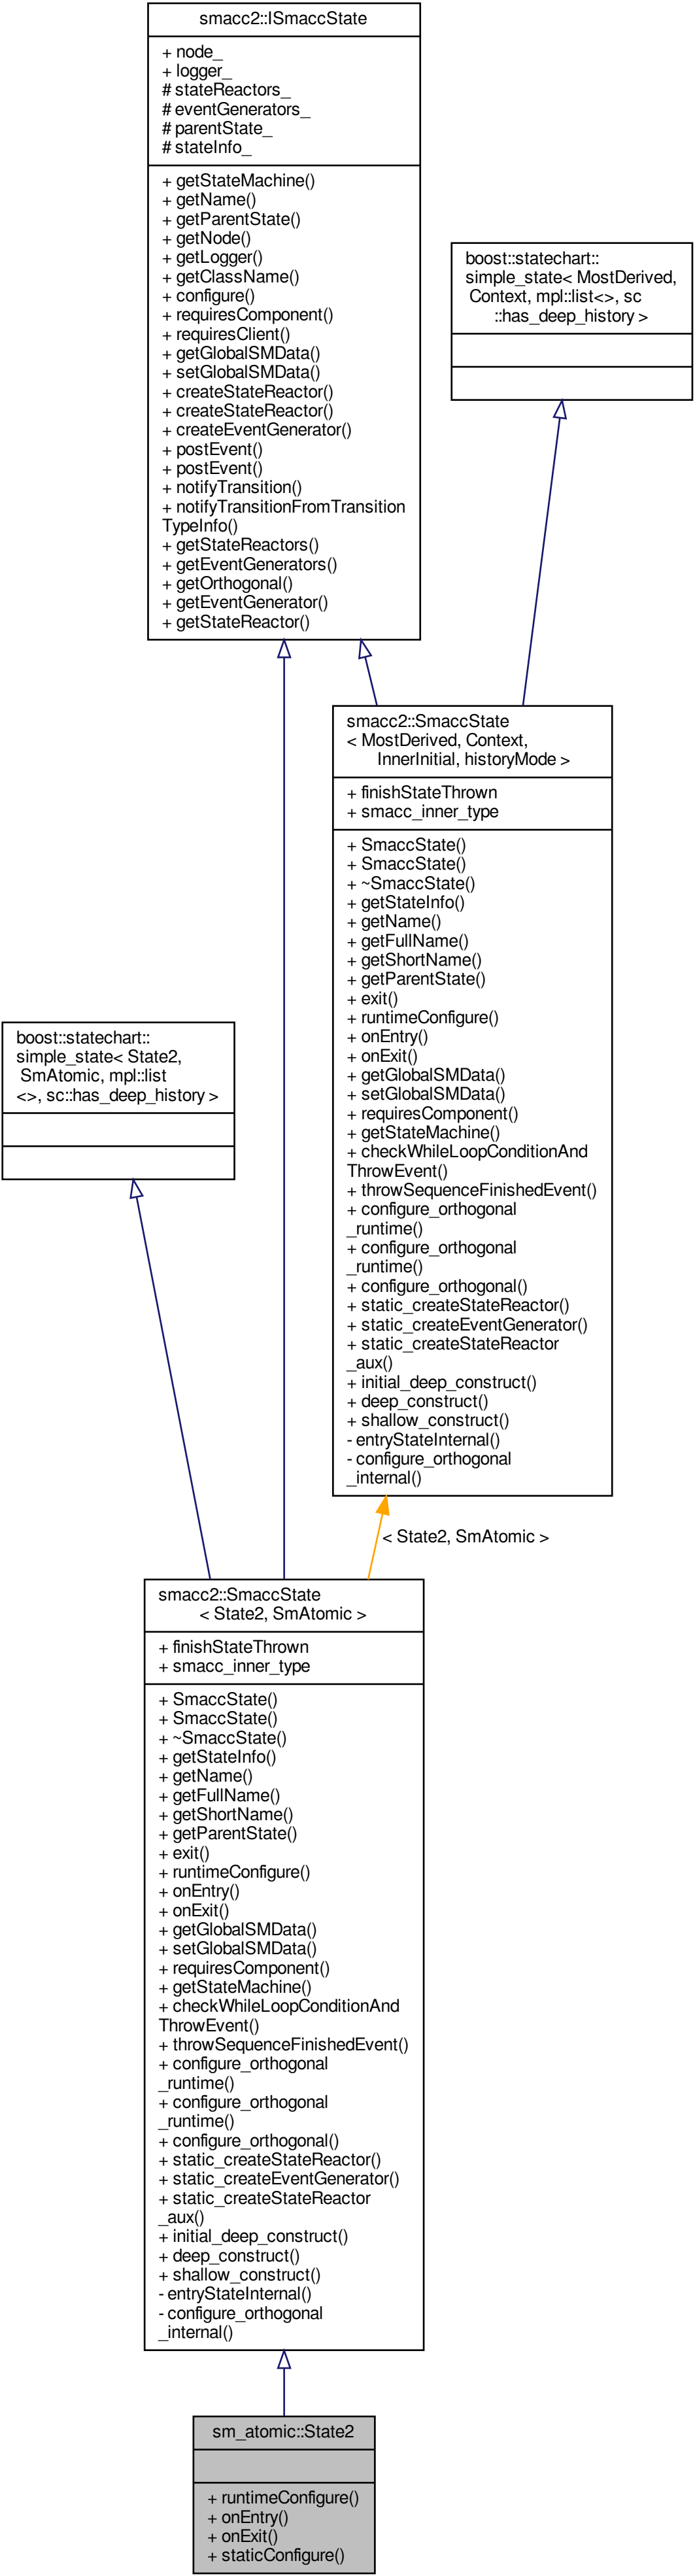 smacc2::ISmaccState
+ node_
+ logger_
# stateReactors_
# eventGenerators_
# parentState_
# stateInfo_
+ getStateMachine()
+ getName()
+ getParentState()
+ getNode()
+ getLogger()
+ getClassName()
+ configure()
+ requiresComponent()
+ requiresClient()
+ getGlobalSMData()
+ setGlobalSMData()
+ createStateReactor()
+ createStateReactor()
+ createEventGenerator()
+ postEvent()
+ postEvent()
+ notifyTransition()
+ notifyTransitionFromTransition
TypeInfo()
+ getStateReactors()
+ getEventGenerators()
+ getOrthogonal()
+ getEventGenerator()
+ getStateReactor()
boost::statechart::
simple_state< MostDerived,
Context, mpl::list<>, sc
::has_deep_history >
smacc2::SmaccState
< MostDerived, Context,
InnerInitial, historyMode >
+ finishStateThrown
+ smacc_inner_type
+ SmaccState()
+ SmaccState()
+ ~SmaccState()
+ getStateInfo()
+ getName()
+ getFullName()
+ getShortName()
+ getParentState()
+ exit()
+ runtimeConfigure()
+ onEntry()
+ onExit()
+ getGlobalSMData()
+ setGlobalSMData()
+ requiresComponent()
+ getStateMachine()
+ checkWhileLoopConditionAnd
ThrowEvent()
+ throwSequenceFinishedEvent()
+ configure_orthogonal
_runtime()
+ configure_orthogonal
_runtime()
+ configure_orthogonal()
+ static_createStateReactor()
+ static_createEventGenerator()
+ static_createStateReactor
_aux()
+ initial_deep_construct()
+ deep_construct()
+ shallow_construct()
- entryStateInternal()
- configure_orthogonal
_internal()
boost::statechart::
simple_state< State2,
SmAtomic, mpl::list
<>, sc::has_deep_history >
< State2, SmAtomic >
smacc2::SmaccState
< State2, SmAtomic >
+ finishStateThrown
+ smacc_inner_type
+ SmaccState()
+ SmaccState()
+ ~SmaccState()
+ getStateInfo()
+ getName()
+ getFullName()
+ getShortName()
+ getParentState()
+ exit()
+ runtimeConfigure()
+ onEntry()
+ onExit()
+ getGlobalSMData()
+ setGlobalSMData()
+ requiresComponent()
+ getStateMachine()
+ checkWhileLoopConditionAnd
ThrowEvent()
+ throwSequenceFinishedEvent()
+ configure_orthogonal
_runtime()
+ configure_orthogonal
_runtime()
+ configure_orthogonal()
+ static_createStateReactor()
+ static_createEventGenerator()
+ static_createStateReactor
_aux()
+ initial_deep_construct()
+ deep_construct()
+ shallow_construct()
- entryStateInternal()
- configure_orthogonal
_internal()
sm_atomic::State2
+ runtimeConfigure()
+ onEntry()
+ onExit()
+ staticConfigure()